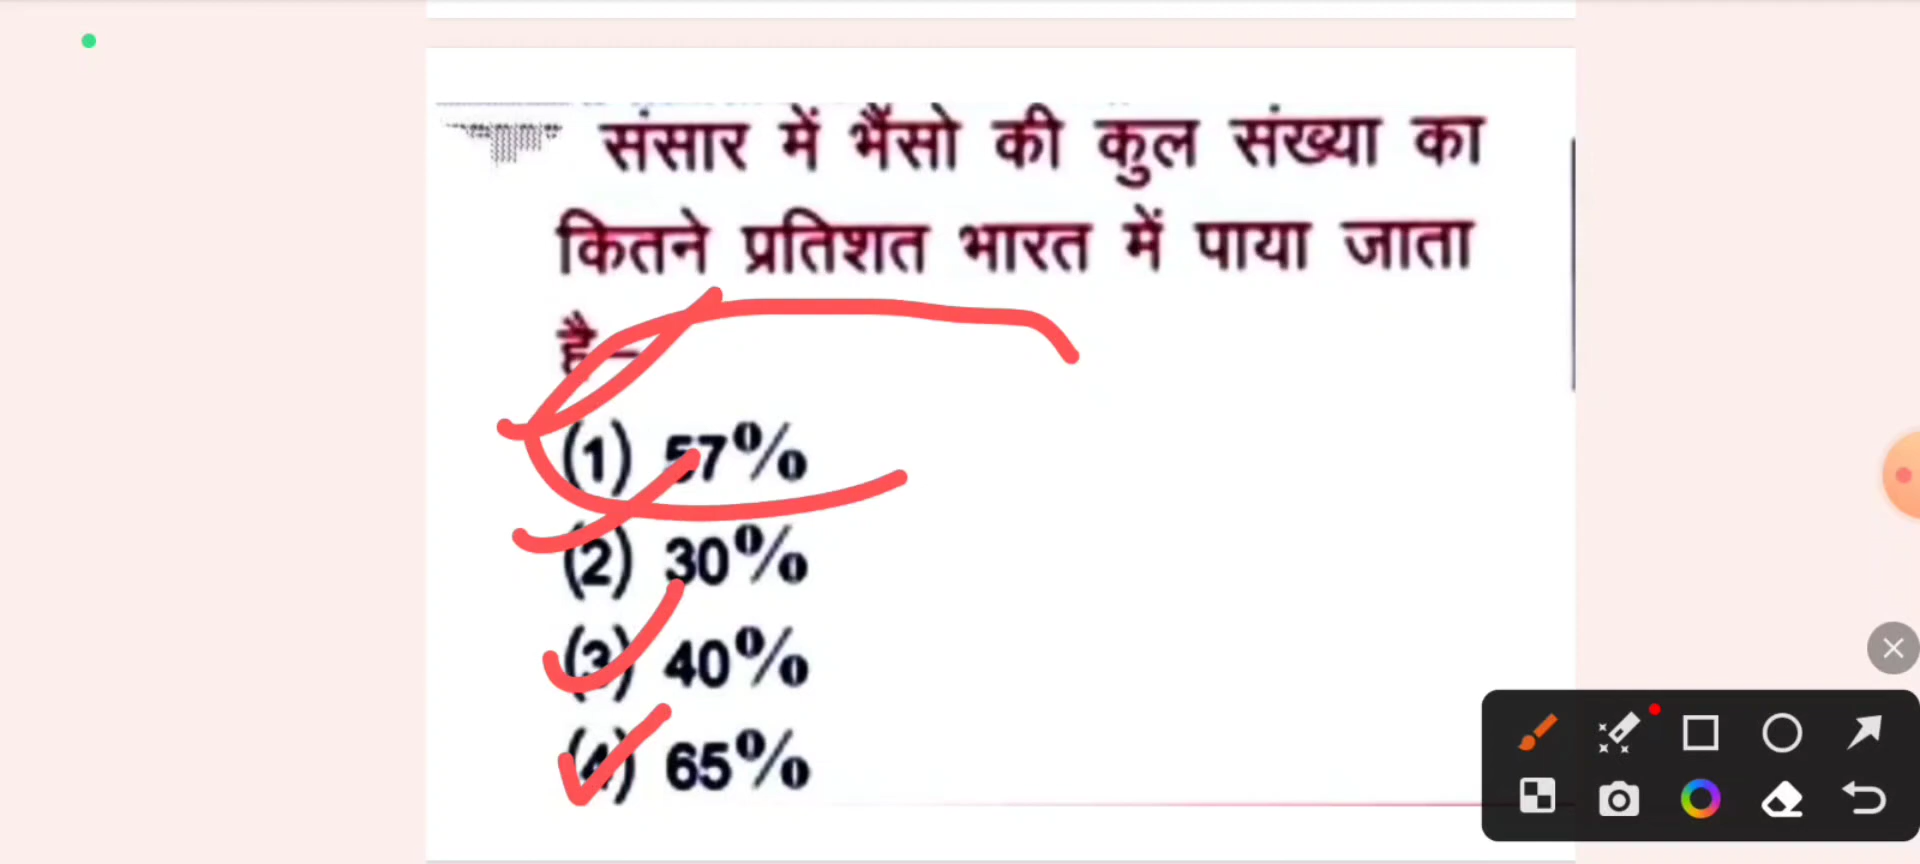 संसार में भैंसो की कुल संख्या का
कितने प्रतिशत भारत में पाया जाता
है–
(1) 57%
(2) 30%
(3) 40%
(4) 65%